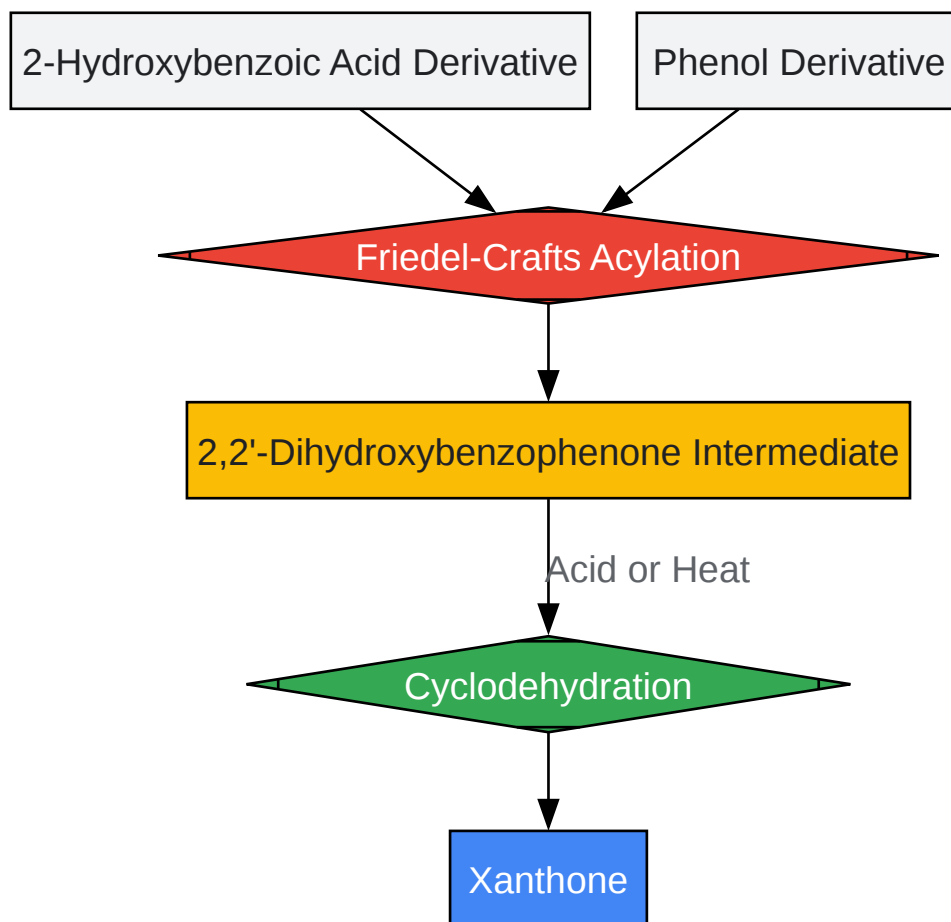 2-Hydroxybenzoic Acid Derivative
Phenol Derivative
Friedel-Crafts Acylation
2,2'-Dihydroxybenzophenone Intermediate
Acid or Heat
Cyclodehydration
Xanthone